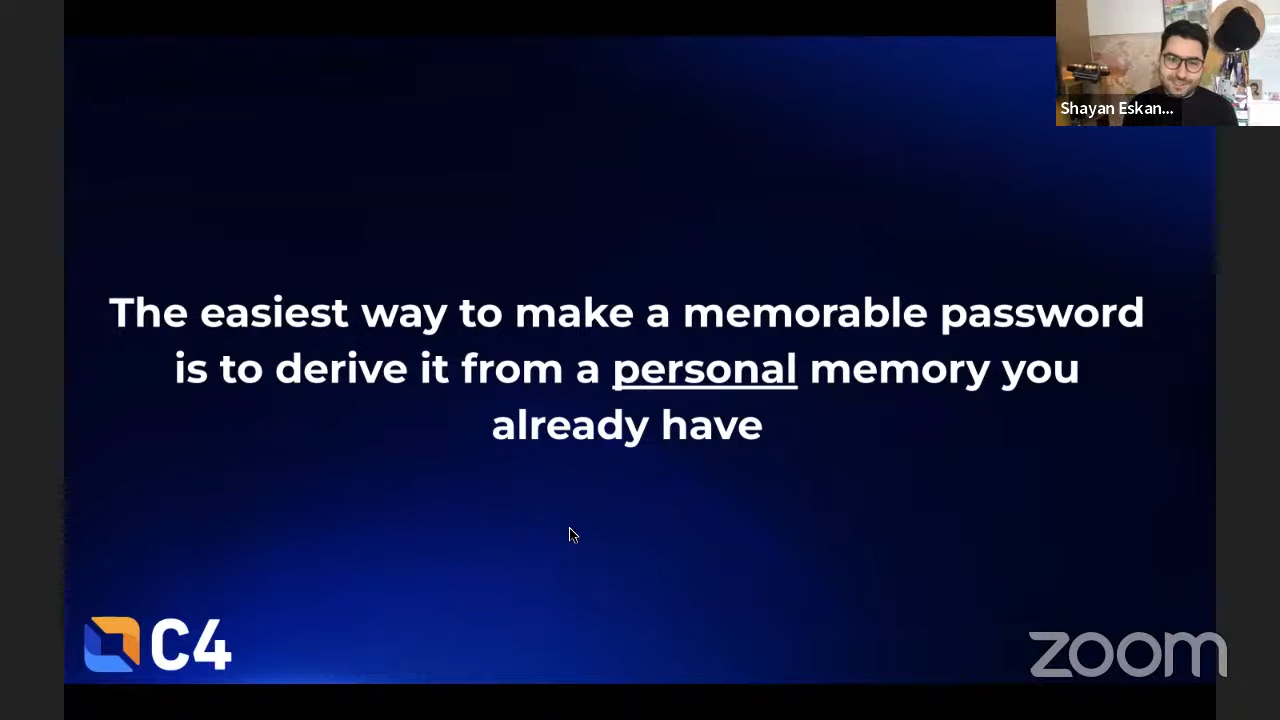 Shayan Eskan...
The easiest way to make a memorable password
is to derive it from a personal memory you
already have
C4
zoom